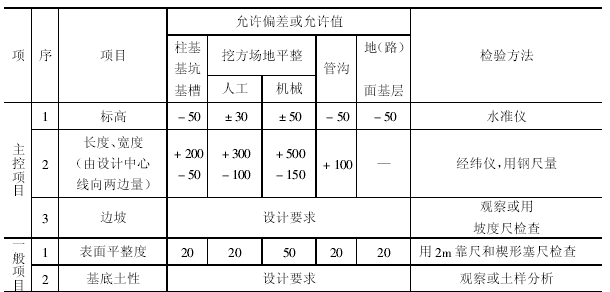 允许偏差或允许值
项 序 项目 柱基基坑基槽 挖方场地平整 管沟 地(路)面基层 检验方法
人工 机械
主控项目
1 标高 －50 ±30 ±50 －50 －50 水准仪
2 长度、宽度(由设计中心线向两边量) +200 －50 +300 －100 +500 －150 +100 — 经纬仪,用钢尺量
3 边坡 设计要求 观察或用坡度尺检查
一般项目
1 表面平整度 20 20 50 20 20 用2m靠尺和楔形塞尺检查
2 基底土性 设计要求 观察或土样分析